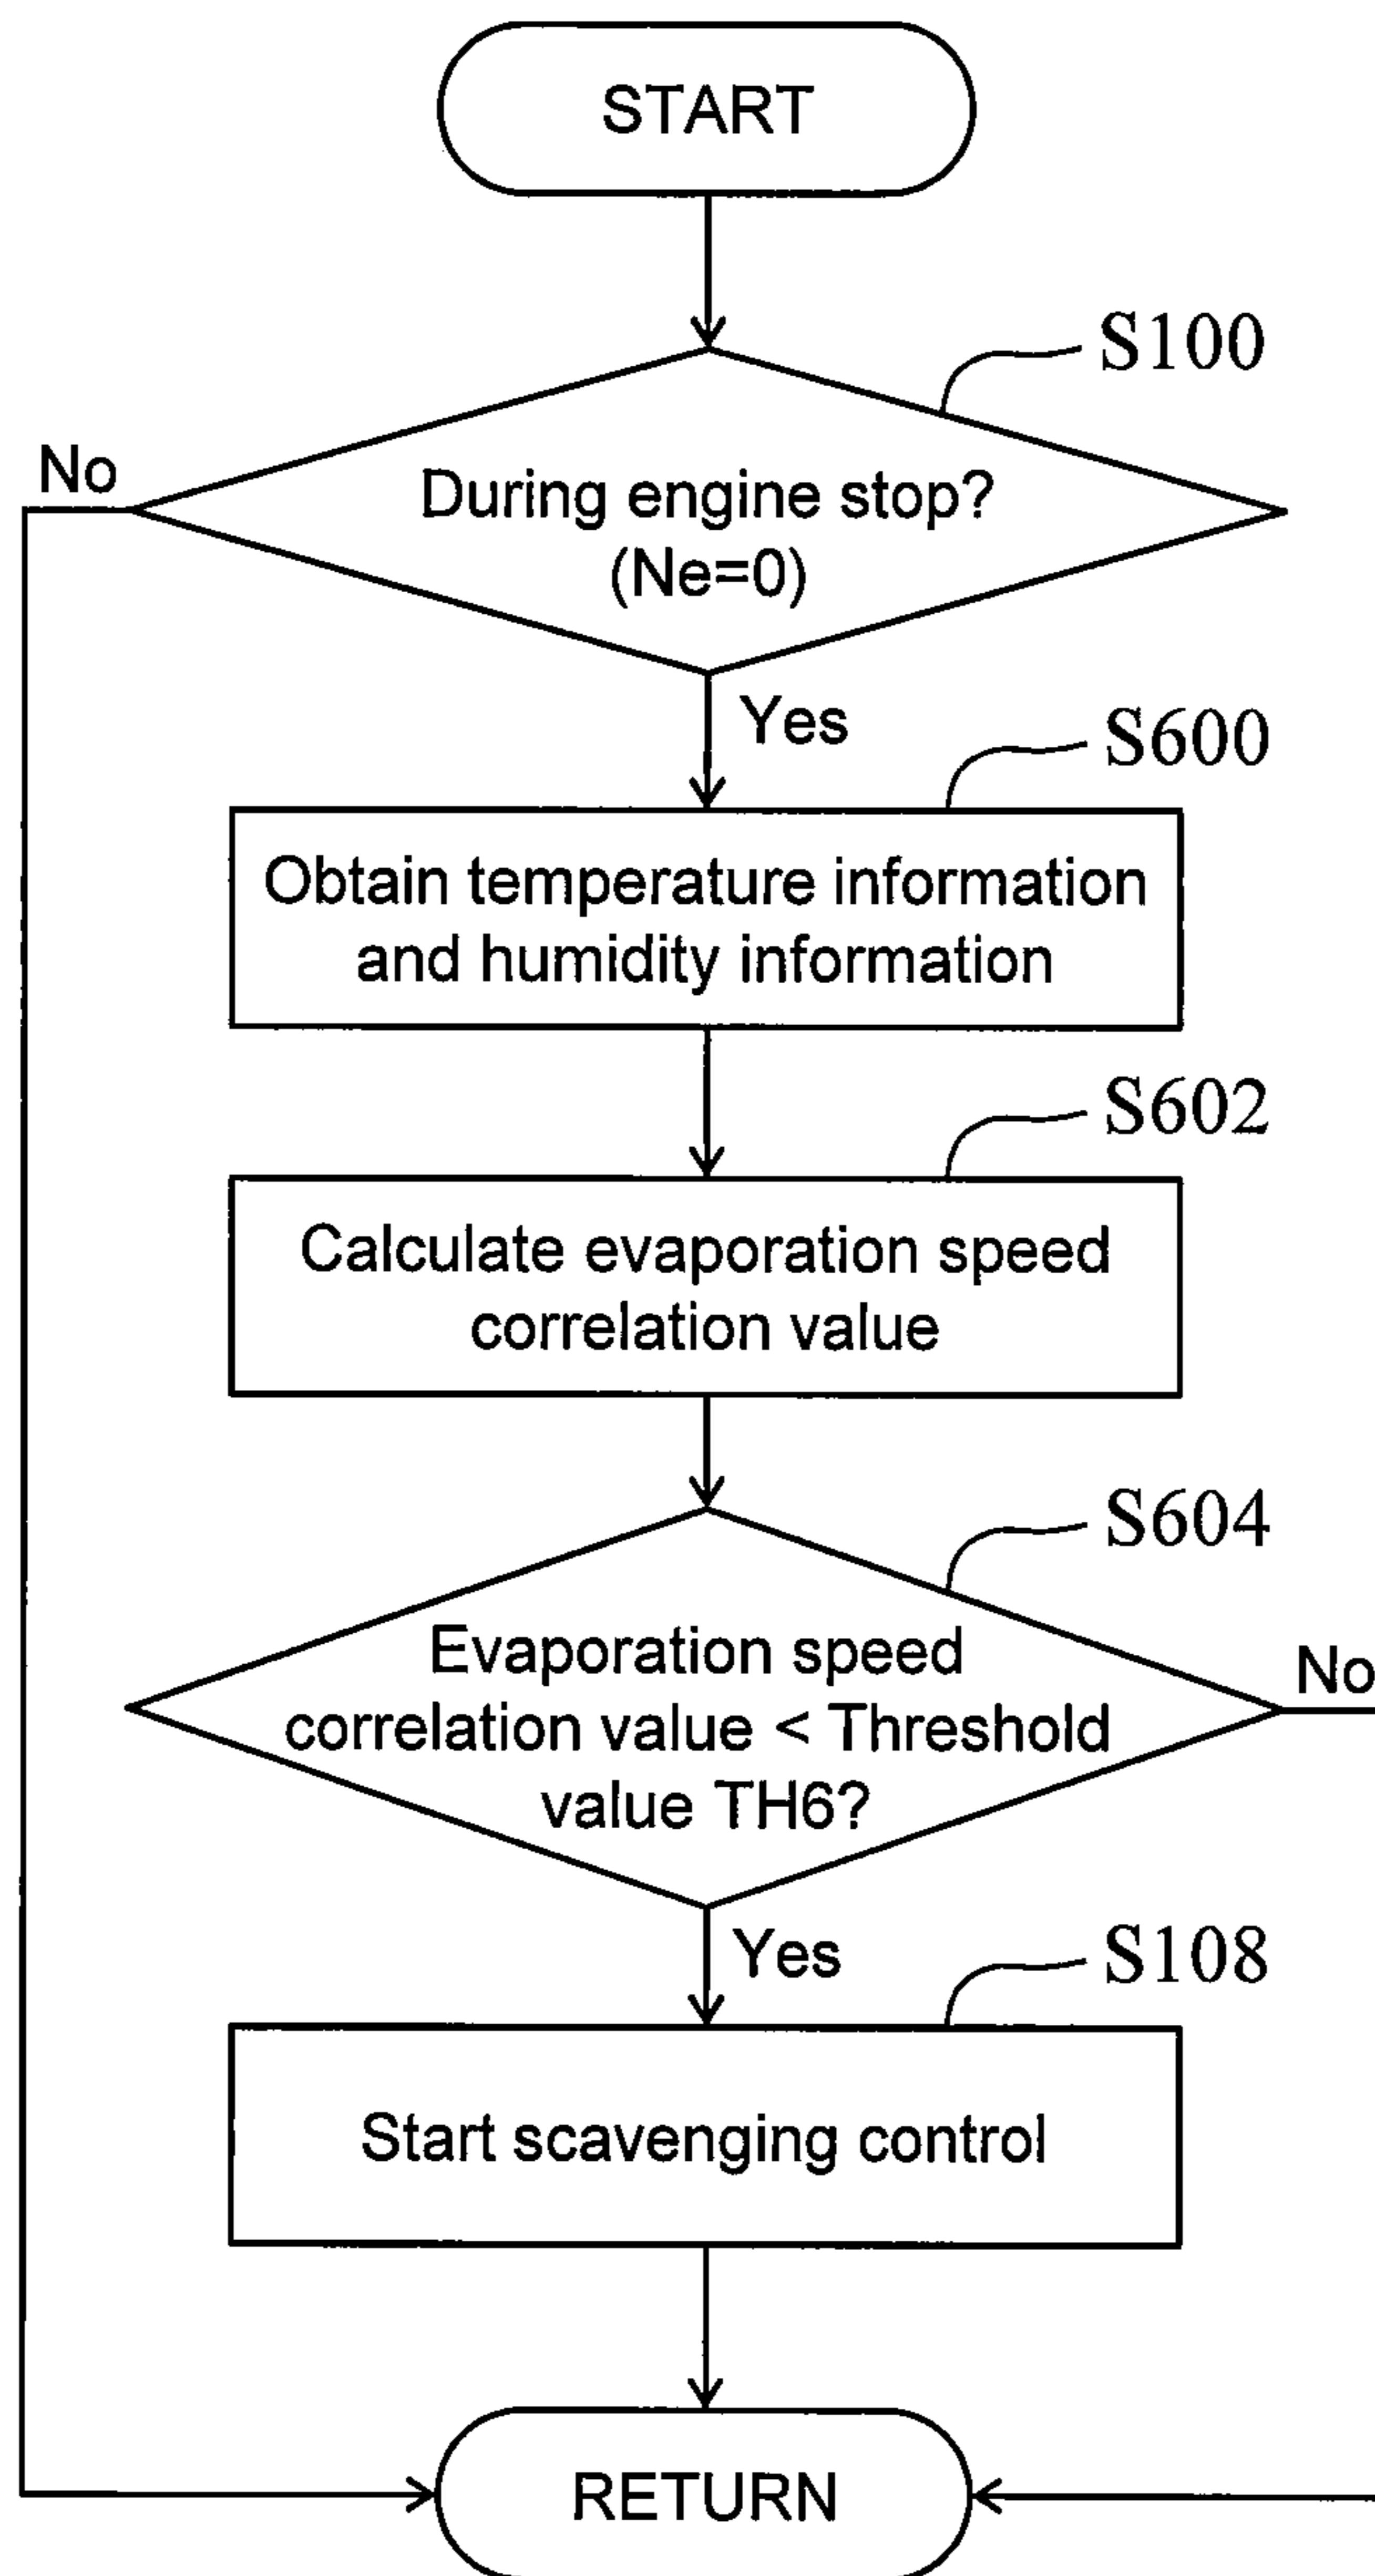 START
S100
No
During engine stop?
(Ne=0)
Yes
S600
Obtain temperature information
and humidity information
S602
Calculate evaporation speed
correlation value
S604
Evaporation speed
correlation value < Threshold
value TH6?
No
Yes
S108
Start scavenging control
RETURN